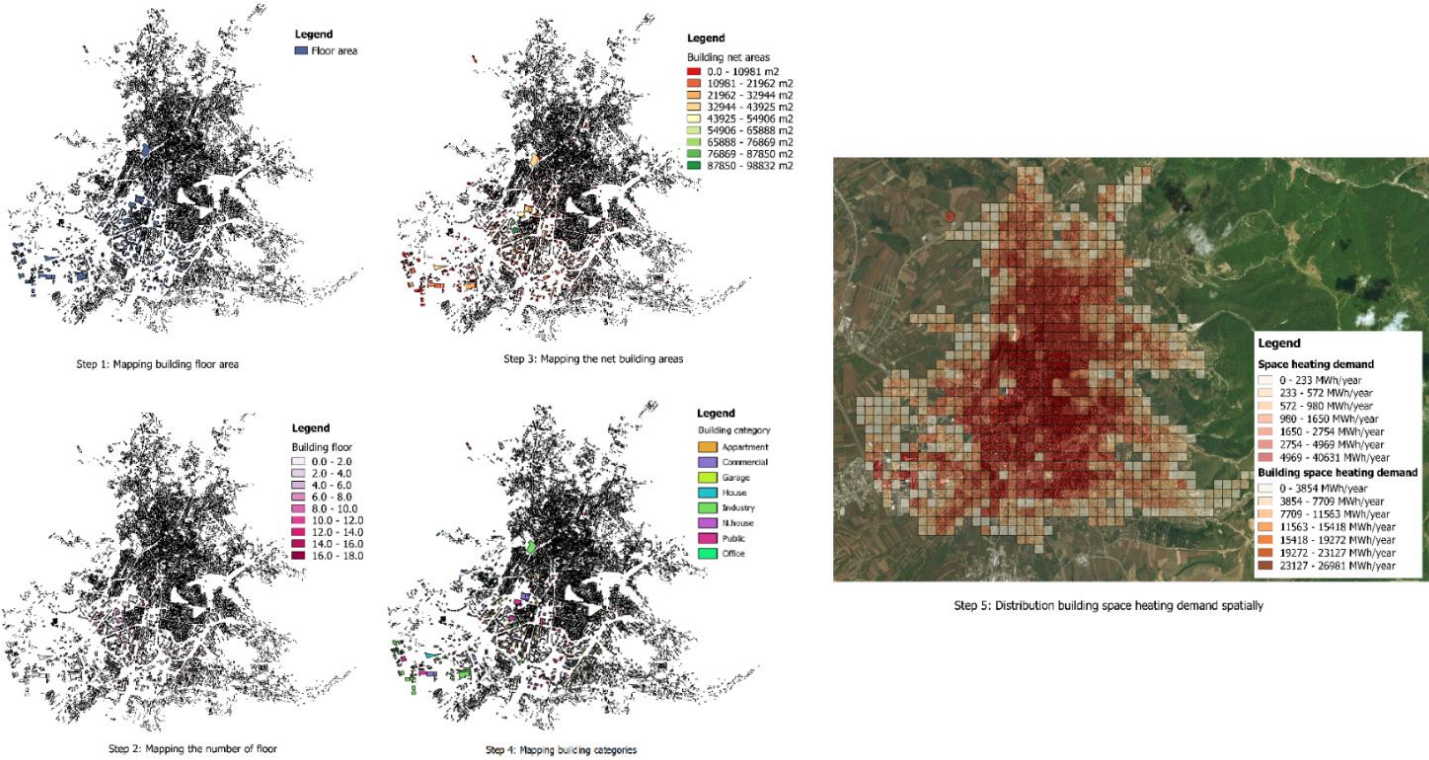 Legend
Floor area
Step 1: Mapping building floor area
Legend
Building net areas
0.0 - 10981 m2
10981 - 21962 m2
21962 - 32944 m2
32944 - 43925 m2
43925 - 54906 m2
54906 - 65888 m2
65888 - 76869 m2
76869 - 87850 m2
87850 - 98832 m2
Step 3: Mapping the net building areas
Legend
Building floor
0.0 - 2.0
2.0 - 4.0
4.0 - 6.0
6.0 - 8.0
8.0 - 10.0
10.0 - 12.0
12.0 - 14.0
14.0 - 16.0
16.0 - 18.0
Step 2: Mapping the number of floor
Legend
Building category
Appartment
Commercial
Garage
House
Industry
N.house
Public
Office
Step 4: Mapping building categories
Legend
Space heating demand
0 - 233 MWh/year
233 - 572 MWh/year
572 - 980 MWh/year
980 - 1650 MWh/year
1650 - 2754 MWh/year
2754 - 4969 MWh/year
4969 - 40631 MWh/year
Building space heating demand
0 - 3854 MWh/year
3854 - 7709 MWh/year
7709 - 11563 MWh/year
11563 - 15418 MWh/year
15418 - 19272 MWh/year
19272 - 23127 MWh/year
23127 - 26981 MWh/year
Step 5: Distribution building space heating demand spatially